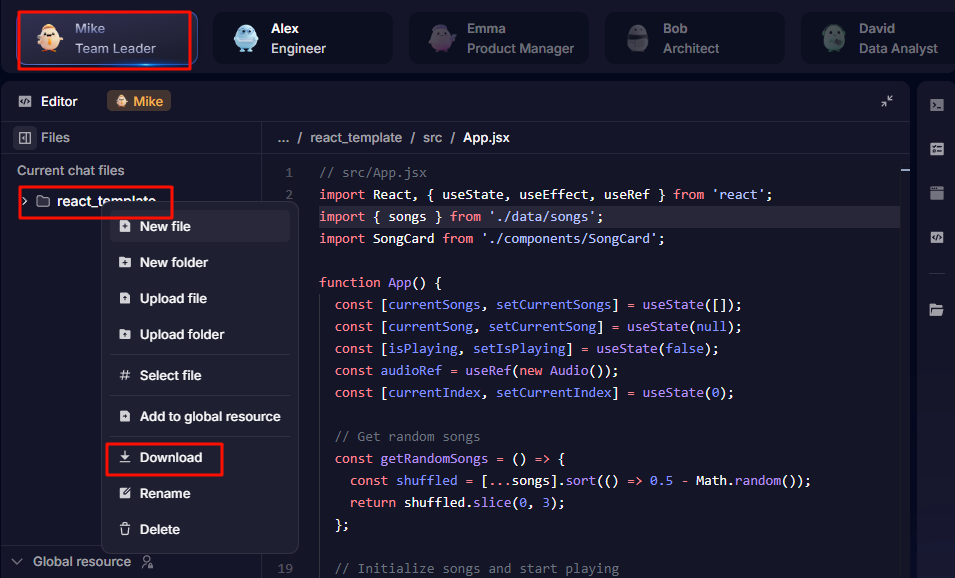 Mike
Team Leader
Alex
Engineer
Emma
Product Manager
Bob
Architect
David
Data Analyst
Editor
Mike
Files
... / react_template / src / App.jsx
Current chat files
react_template
New file
New folder
Upload file
Upload folder
# Select file
Add to global resource
Download
Rename
Delete
Global resource
1 // src/App.jsx
2 import React, { useState, useEffect, useRef } from 'react';
import { songs } from './data/songs';
import SongCard from './components/SongCard';
function App() {
const [currentSongs, setCurrentSongs] = useState([]);
const [currentSong, setCurrentSong] = useState(null);
const [isPlaying, setIsPlaying] = useState(false);
const audioRef = useRef(new Audio());
const [currentIndex, setCurrentIndex] = useState(0);
// Get random songs
const getRandomSongs = () => {
const shuffled = [...songs].sort(() => 0.5 - Math.random());
return shuffled.slice(0, 3);
};
19 // Initialize songs and start playing